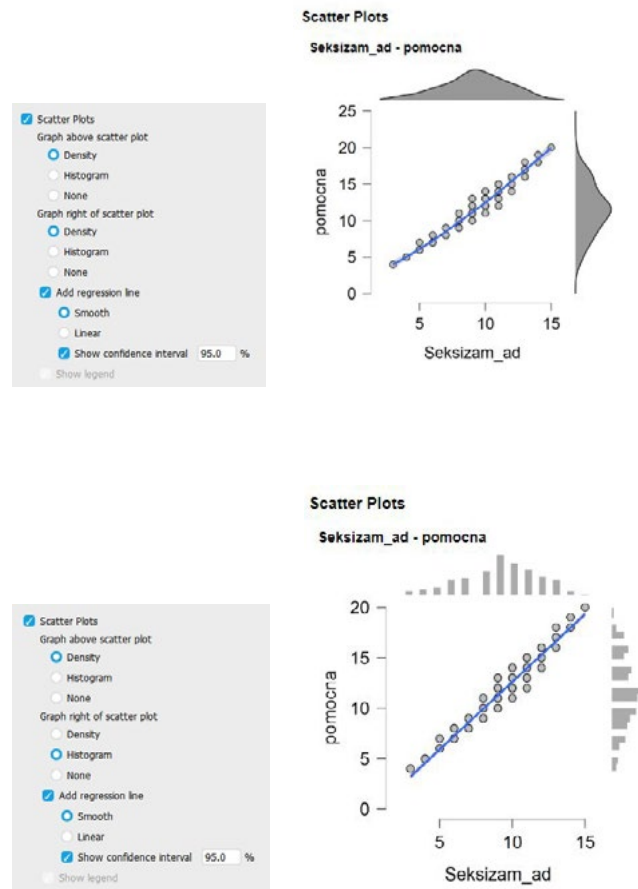 Scatter Plots
Seksizam_ad - pomocna
Scatter Plots
Graph above scatter plot
Density
Histogram
None
Graph right of scatter plot
Density
Histogram
None
Add regression line
Smooth
Linear
Show confidence interval 95.0 %
Show legend
25
20
15
10
5
0
pomocna
5 10 15
Seksizam_ad
Scatter Plots
Seksizam_ad - pomocna
Scatter Plots
Graph above scatter plot
Density
Histogram
None
Graph right of scatter plot
Density
Histogram
None
Add regression line
Smooth
Linear
Show confidence interval 95.0 %
Show legend
20
15
10
5
0
pomocna
5 10 15
Seksizam_ad